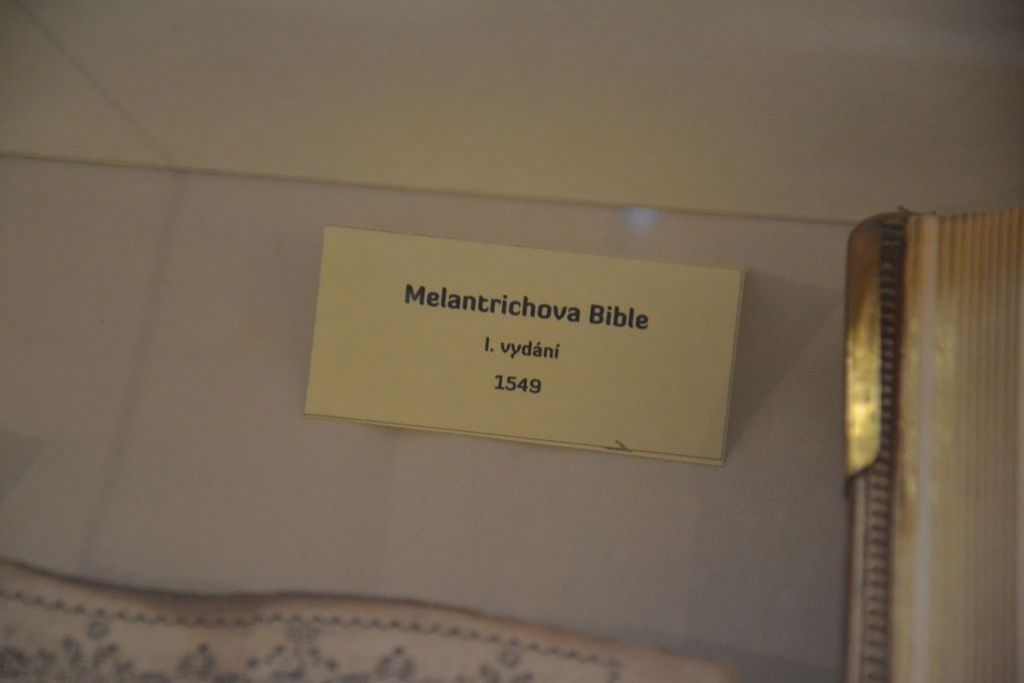 Melantrichova Bible
I. vydání
1549